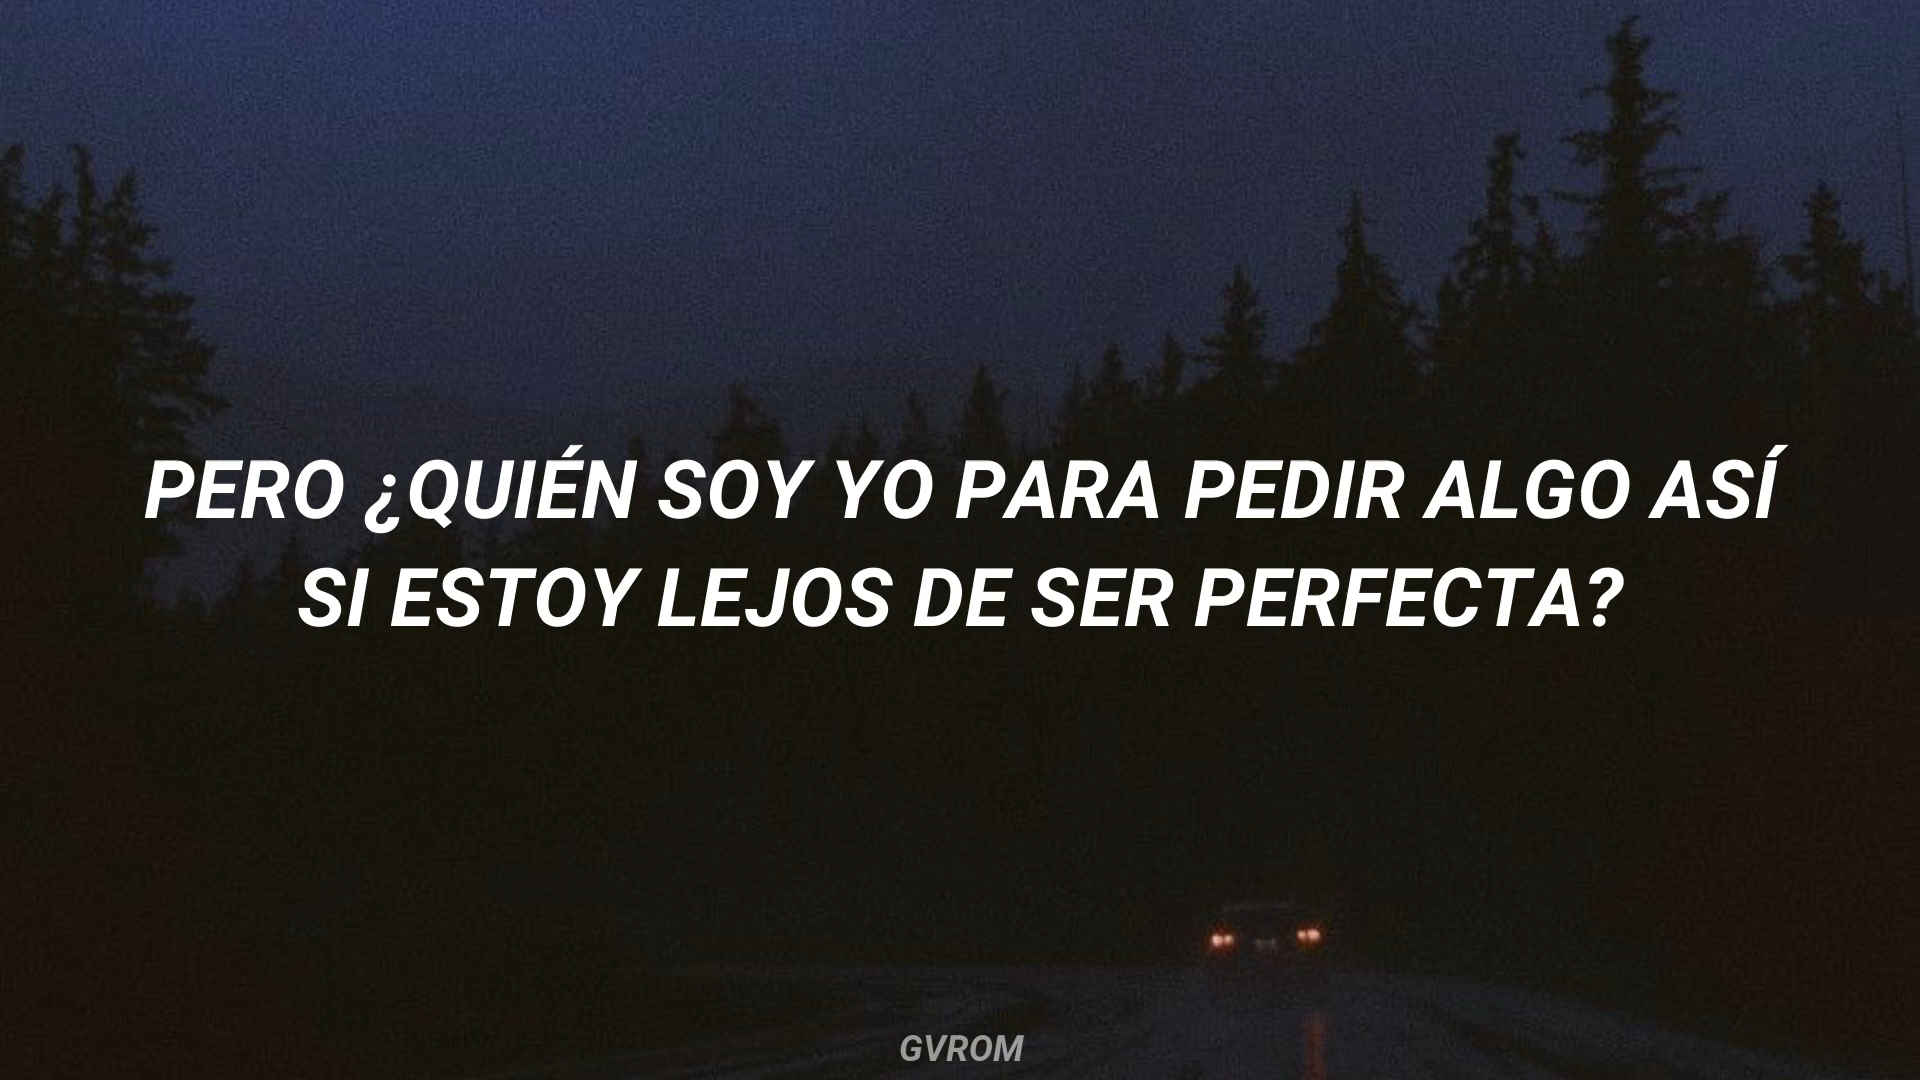 PERO ¿QUIÉN SOY YO PARA PEDIR ALGO ASÍ
SI ESTOY LEJOS DE SER PERFECTA?
GVROM